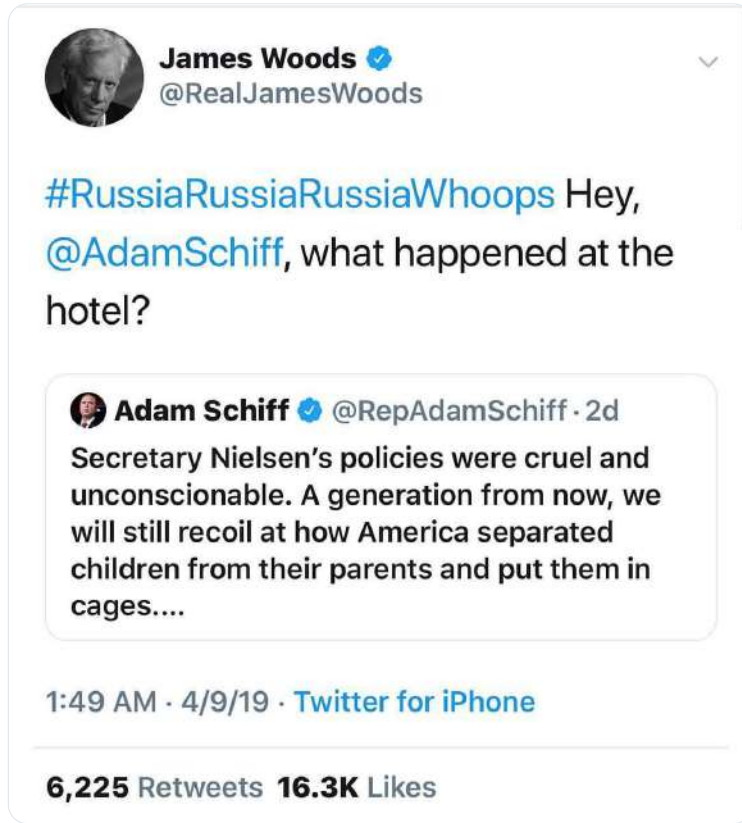 James Woods
@RealJamesWoods
#RussiaRussiaRussiaWhoops Hey,
@AdamSchiff, what happened at the
hotel?
Adam Schiff @RepAdamSchiff · 2d
Secretary Nielsen’s policies were cruel and
unconscionable. A generation from now, we
will still recoil at how America separated
children from their parents and put them in
cages....
1:49 AM · 4/9/19 · Twitter for iPhone
6,225 Retweets 16.3K Likes